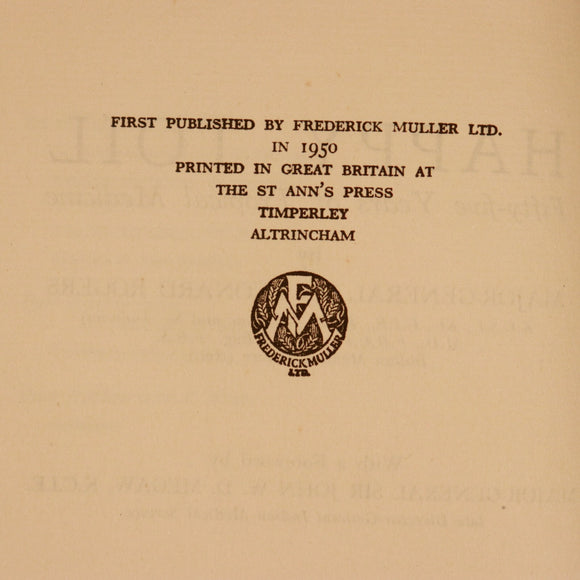 FIRST PUBLISHED BY FREDERICK MULLER LTD.
IN 1950
PRINTED IN GREAT BRITAIN AT
THE ST ANN'S PRESS
TIMPERLEY
ALTRINCHAM
FM
FREDERICK MULLER
LTD.